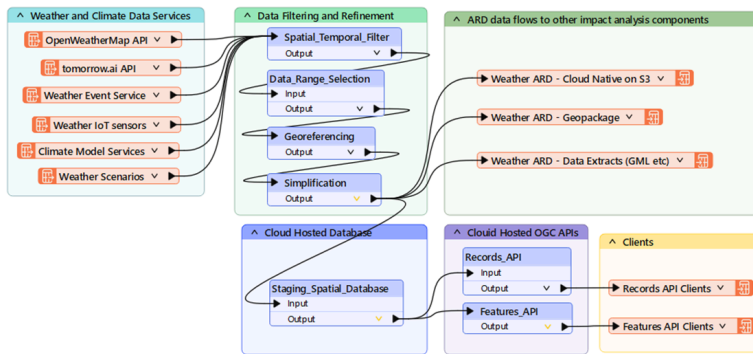 Weather and Climate Data Services
OpenWeatherMap API
tomorrow.ai API
Weather Event Service
Weather IoT sensors
Climate Model Services
Weather Scenarios
Data Filtering and Refinement
Spatial_Temporal_Filter
Output
Data_Range_Selection
Input
Output
Georeferencing
Output
Simplification
Output
ARD data flows to other impact analysis components
Weather ARD - Cloud Native on S3
Weather ARD - Geopackage
Weather ARD - Data Extracts (GML etc)
Cloud Hosted Database
Staging_Spatial_Database
Input
Output
Clouid Hosted OGC APIs
Records_API
Input
Output
Features_API
Output
Clients
Records API Clients
Features API Clients